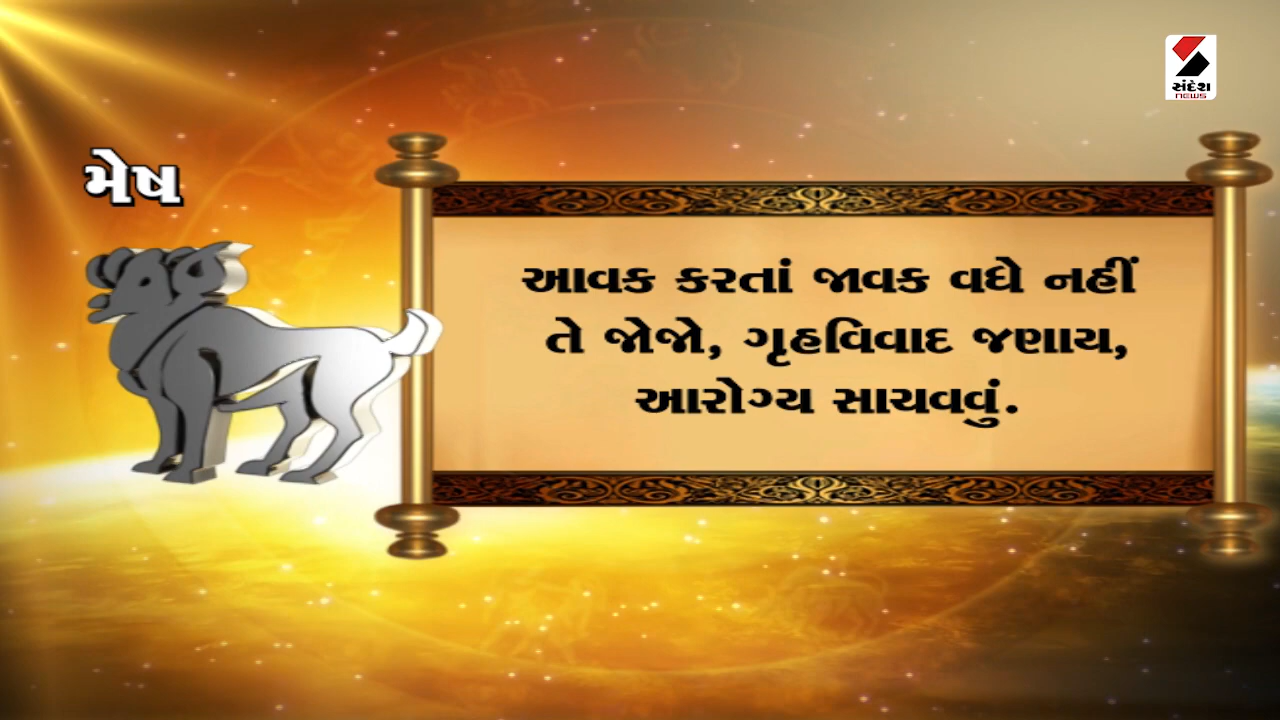 સંદેશ
NEWS
મેષ
આવક કરતાં જાવક વધે નહીં
તે જોજો, ગૃહવિવાદ જણાય,
આરોગ્ય સાચવવું.